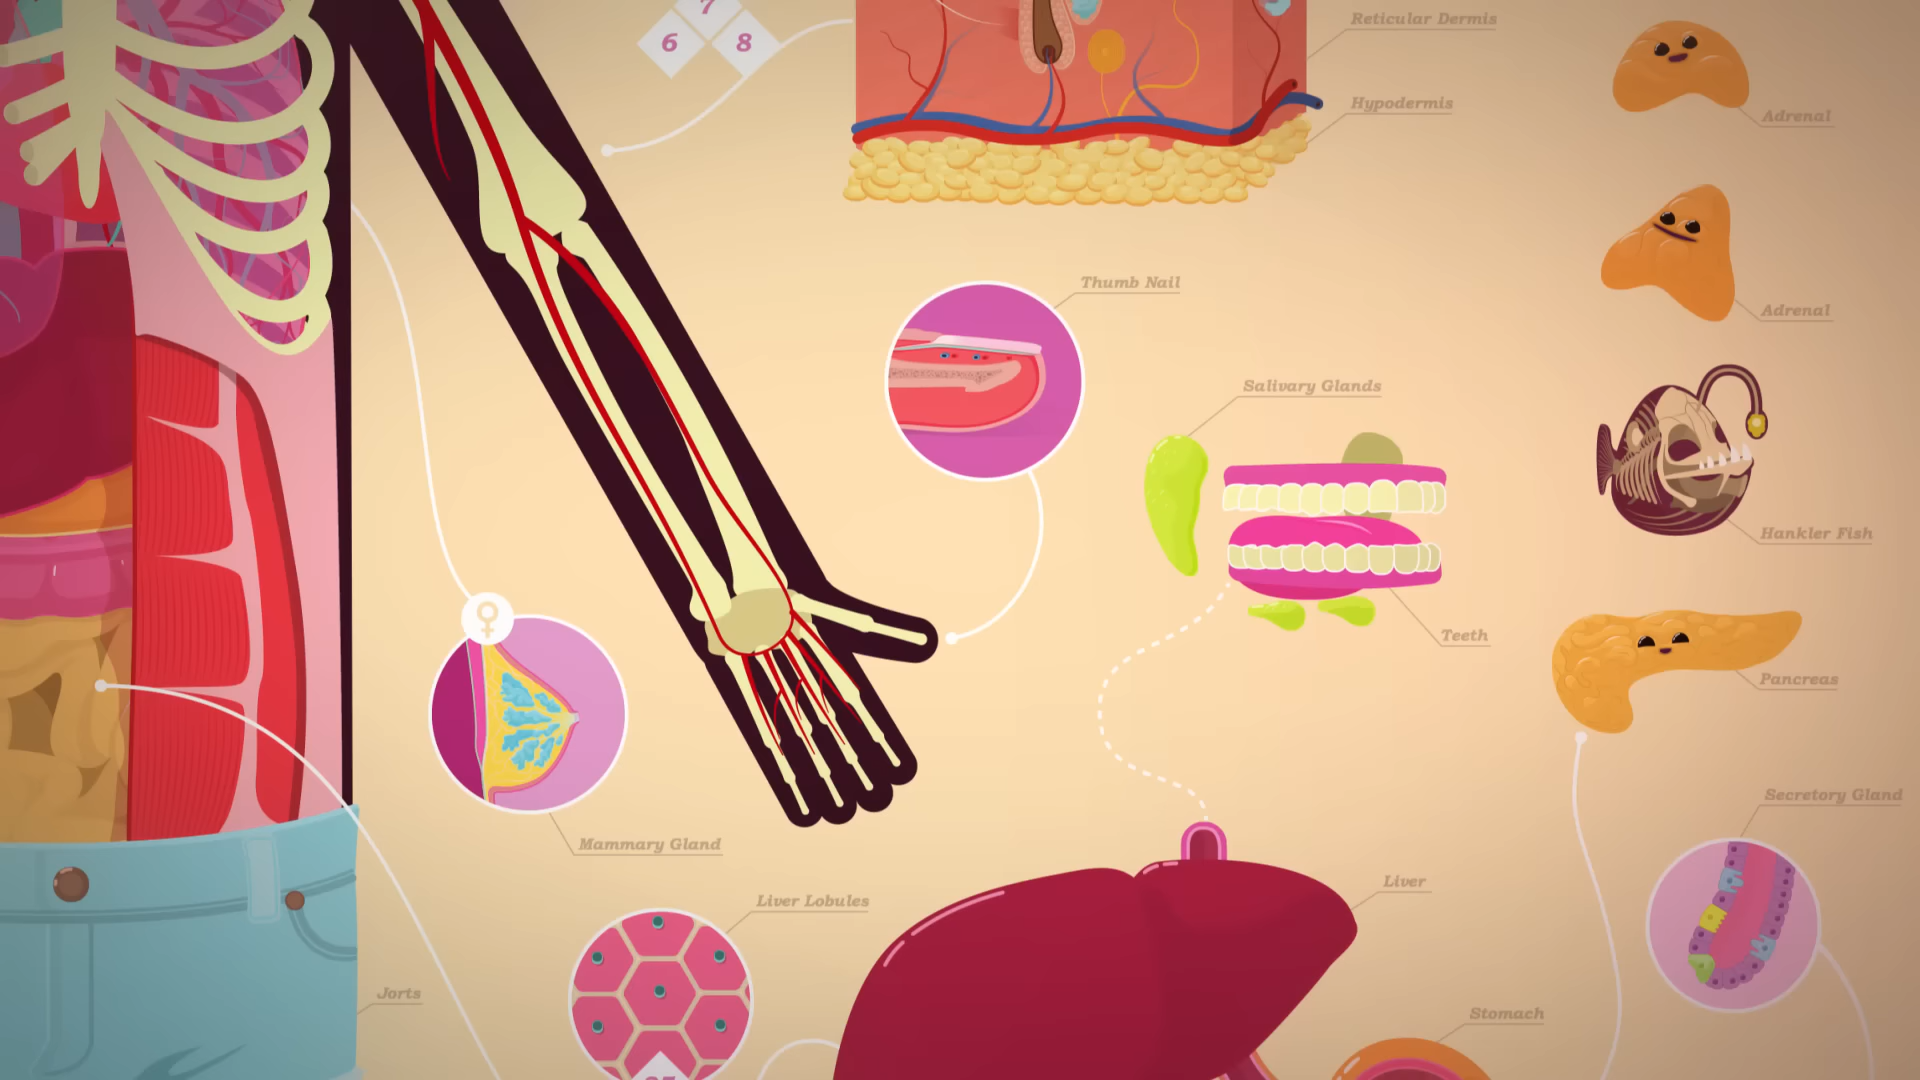 7
6
8
Reticular Dermis
Hypodermis
Adrenal
Thumb Nail
Adrenal
Salivary Glands
Hankler Fish
Teeth
Pancreas
Secretory Gland
Mammary Gland
Liver
Liver Lobules
Jorts
Stomach